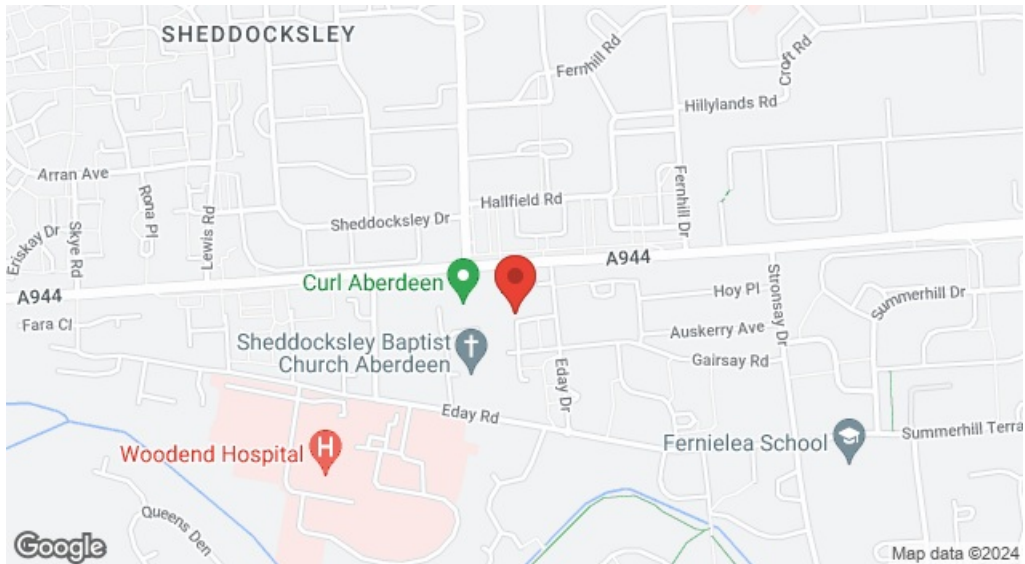 SHEDDOCKSLEY
Fernhill Rd
Croft Rd
Hillylands Rd
Arran Ave
Rona Pl
Lewis Rd
Hallfield Rd
Sheddocksley Dr
Fernhill Dr
Eriskay Dr
Skye Rd
A944
A944
Curl Aberdeen
Fara Cl
Hoy Pl
Stronsay Dr
Summerhill Dr
Sheddocksley Baptist
Church Aberdeen
Auskerry Ave
Gairsay Rd
Eday Dr
Eday Rd
Woodend Hospital
H
Fernielea School
Summerhill Terra
Queens Den
Google
Map data ©2024